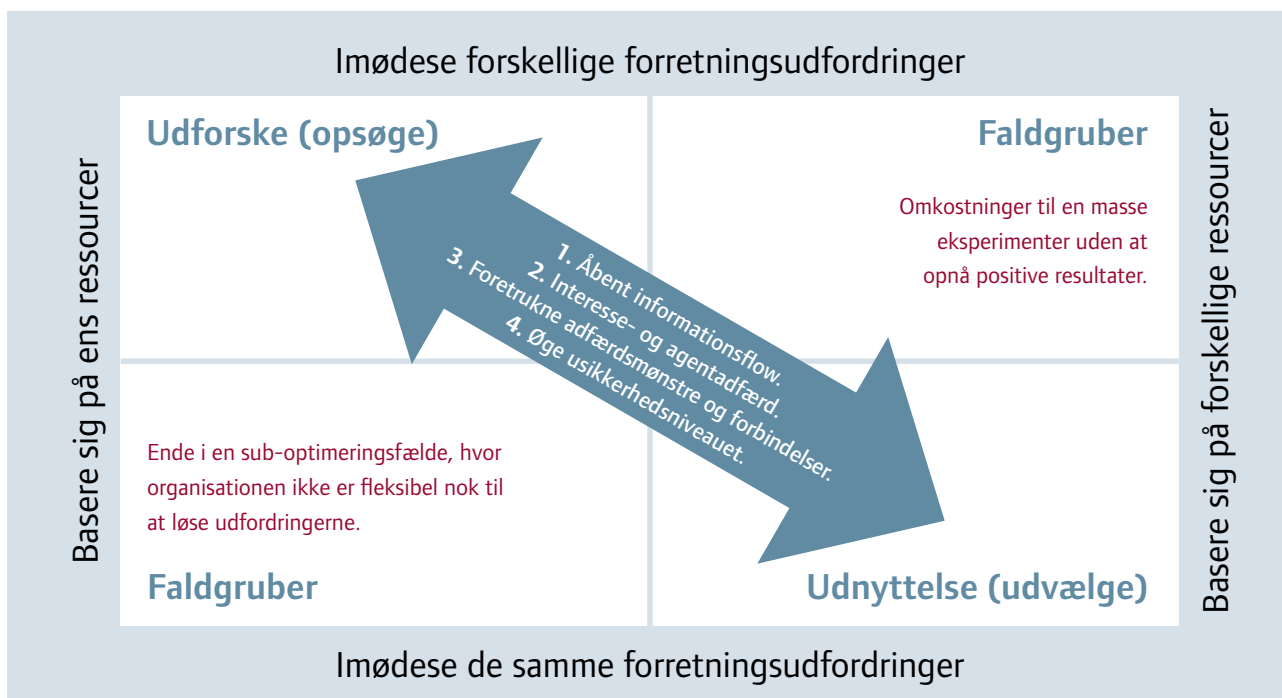 Imødese forskellige forretningsudfordringer
Basere sig på ens ressourcer
Udforske (opsøge)
Faldgruber
Omkostninger til en masse
eksperimenter uden at
opnå positive resultater.
1. Åbent informationsflow.
2. Interesse- og agentadfærd.
3. Foretrukne adfærdsmønstre og forbindelser.
4. Øge usikkerhedsniveauet.
Ende i en sub-optimeringsfælde, hvor
organisationen ikke er fleksibel nok til
at løse udfordringerne.
Faldgruber
Udnyttelse (udvælge)
Basere sig på forskellige ressourcer
Imødese de samme forretningsudfordringer